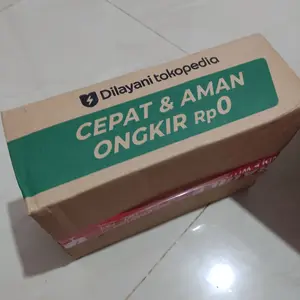 Dilayani tokopedia
CEPAT & AMAN
ONGKIR Rp0